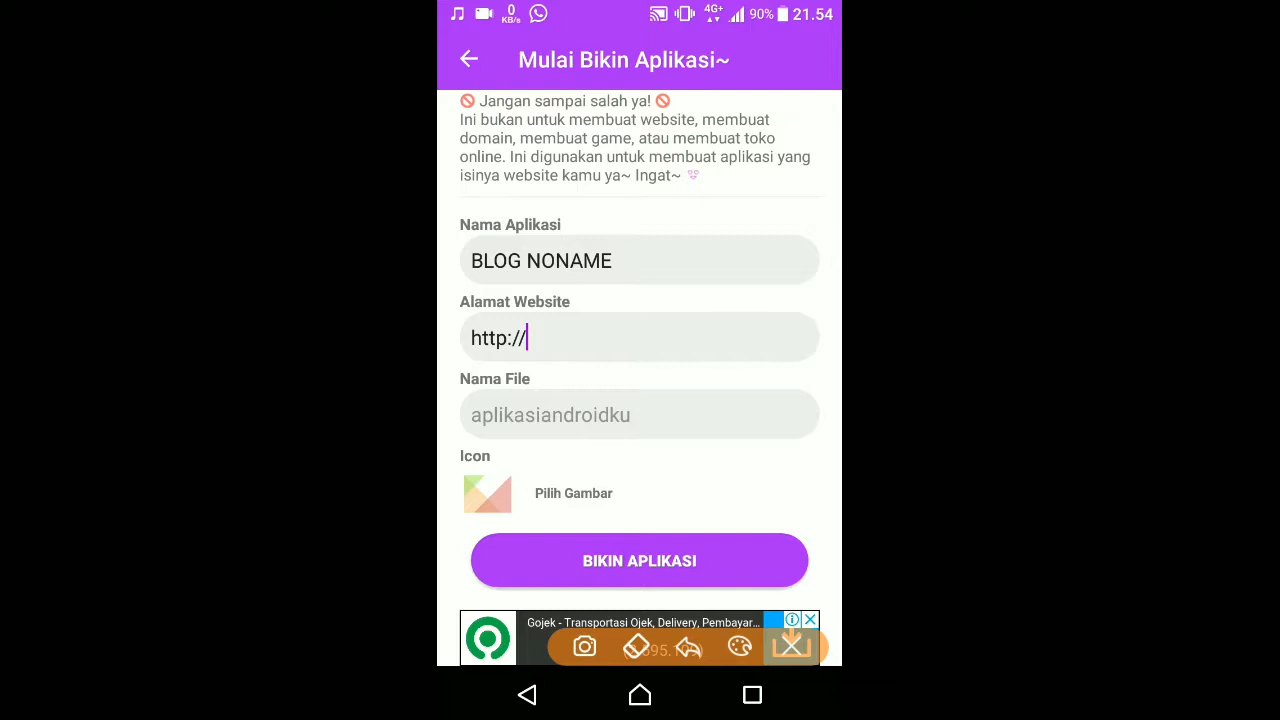 0
KB/s
4G+
90%
21.54
Mulai Bikin Aplikasi~
Jangan sampai salah ya!
Ini bukan untuk membuat website, membuat
domain, membuat game, atau membuat toko
online. Ini digunakan untuk membuat aplikasi yang
isinya website kamu ya~ Ingat~
Nama Aplikasi
BLOG NONAME
Alamat Website
http://
Nama File
aplikasiandroidku
Icon
Pilih Gambar
BIKIN APLIKASI
Gojek - Transportasi Ojek, Delivery, Pembayar...